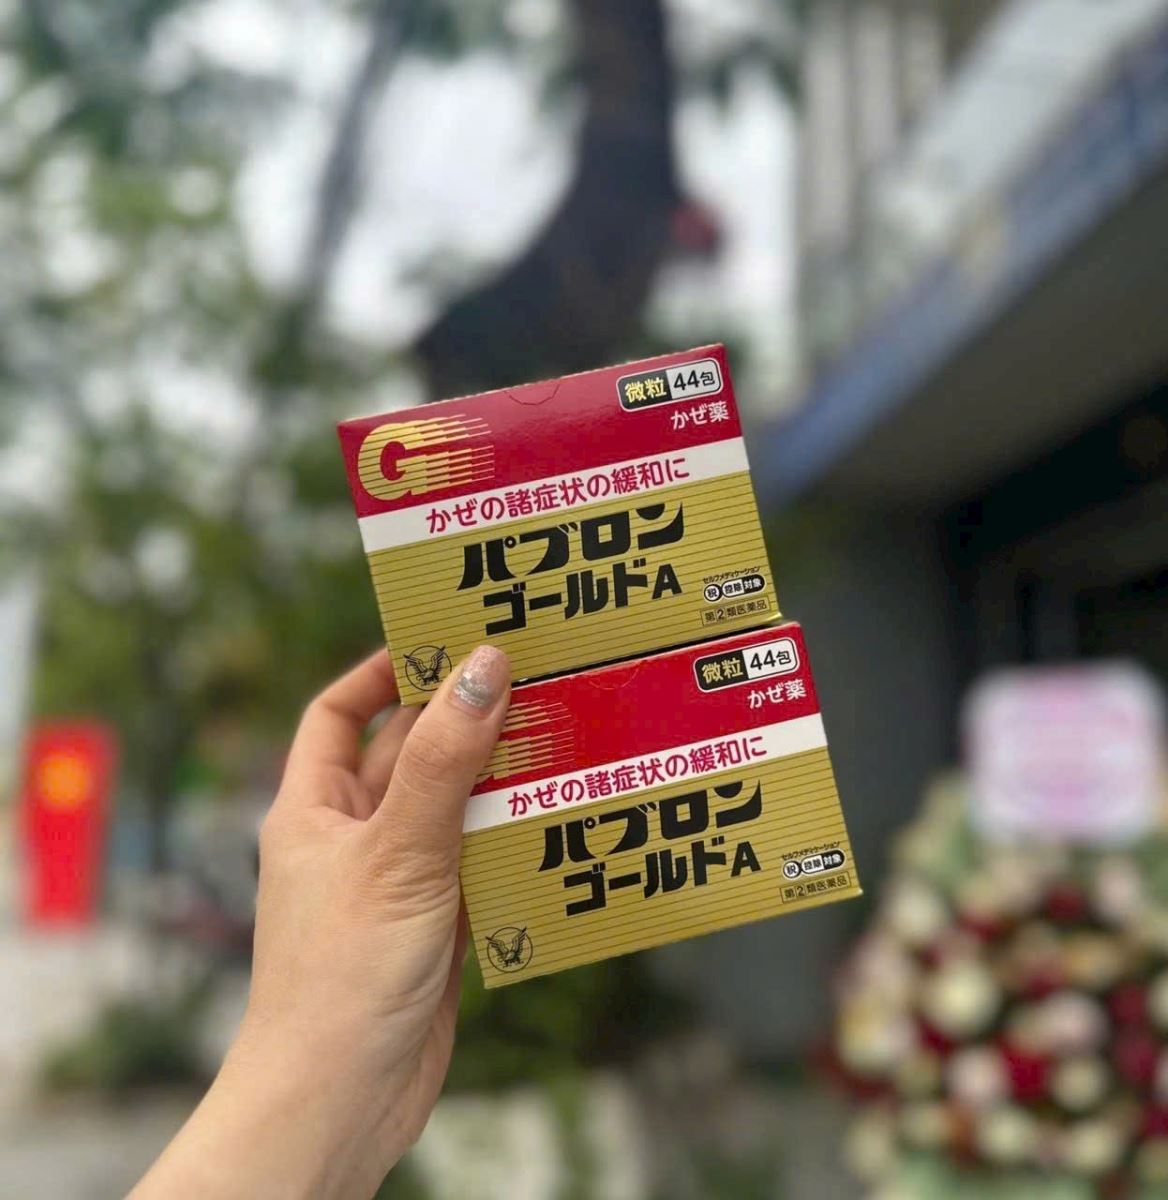 微粒 44包
かぜ薬
G
かぜの諸症状の緩和に
パブロン
ゴールドA
セルフメディケーション
税 控除 対象
第②類医薬品
微粒 44包
かぜ薬
かぜの諸症状の緩和に
パブロン
ゴールドA
セルフメディケーション
税 控除 対象
第②類医薬品